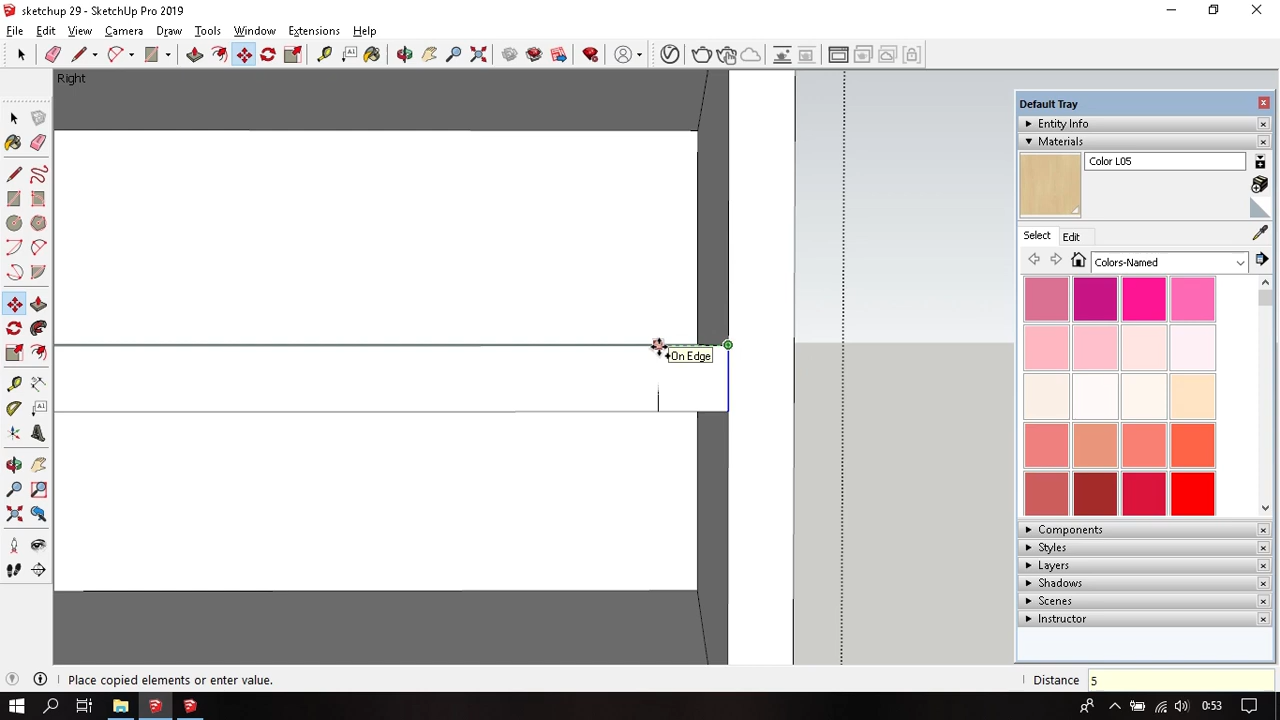 sketchup 29 - SketchUp Pro 2019
File Edit View Camera Draw Tools Window Extensions Help
Right
Default Tray
Entity Info
Materials
Color L05
Select Edit
Colors-Named
On Edge
Components
Styles
Layers
Shadows
Scenes
Instructor
Place copied elements or enter value.
Distance 5
0:53